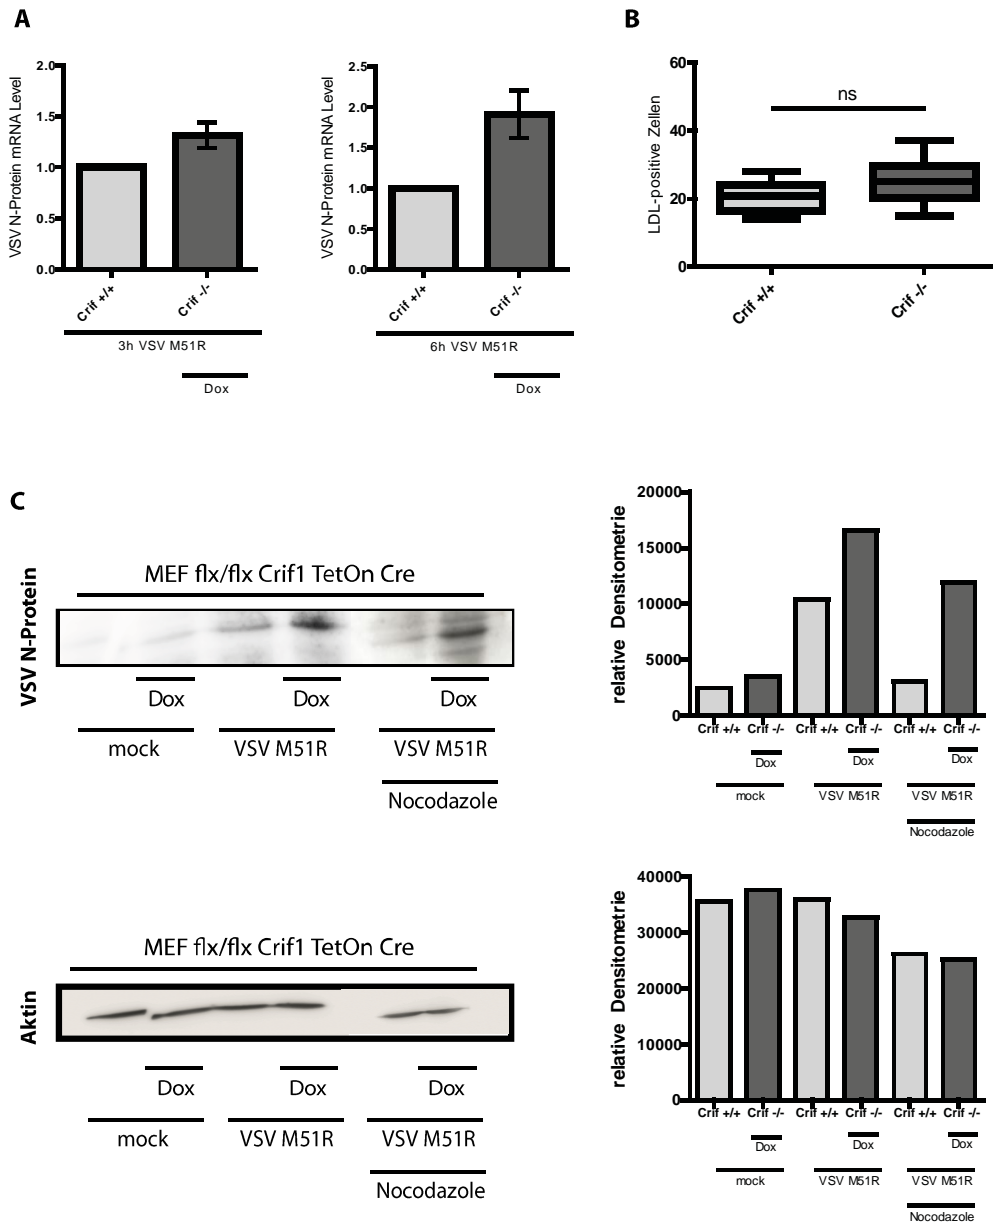 A
VSV N-Protein mRNA Level
2.0
1.5
1.0
0.5
0.0
Crif +/+
Crif -/-
3h VSV M51R
Dox
VSV N-Protein mRNA Level
2.5
2.0
1.5
1.0
0.5
0.0
Crif +/+
Crif -/-
6h VSV M51R
Dox
B
LDL-positive Zellen
60
40
20
0
ns
Crif +/+
Crif -/-
C
VSV N-Protein
MEF flx/flx Crif1 TetOn Cre
Dox Dox Dox
mock VSV M51R VSV M51R
Nocodazole
relative Densitometrie
20000
15000
10000
5000
0
Crif +/+ Crif -/- Crif +/+ Crif -/- Crif +/+ Crif -/-
Dox Dox Dox
mock VSV M51R VSV M51R
Nocodazole
Aktin
MEF flx/flx Crif1 TetOn Cre
Dox Dox Dox
mock VSV M51R VSV M51R
Nocodazole
relative Densitometrie
40000
30000
20000
10000
0
Crif +/+ Crif -/- Crif +/+ Crif -/- Crif +/+ Crif -/-
Dox Dox Dox
mock VSV M51R VSV M51R
Nocodazole